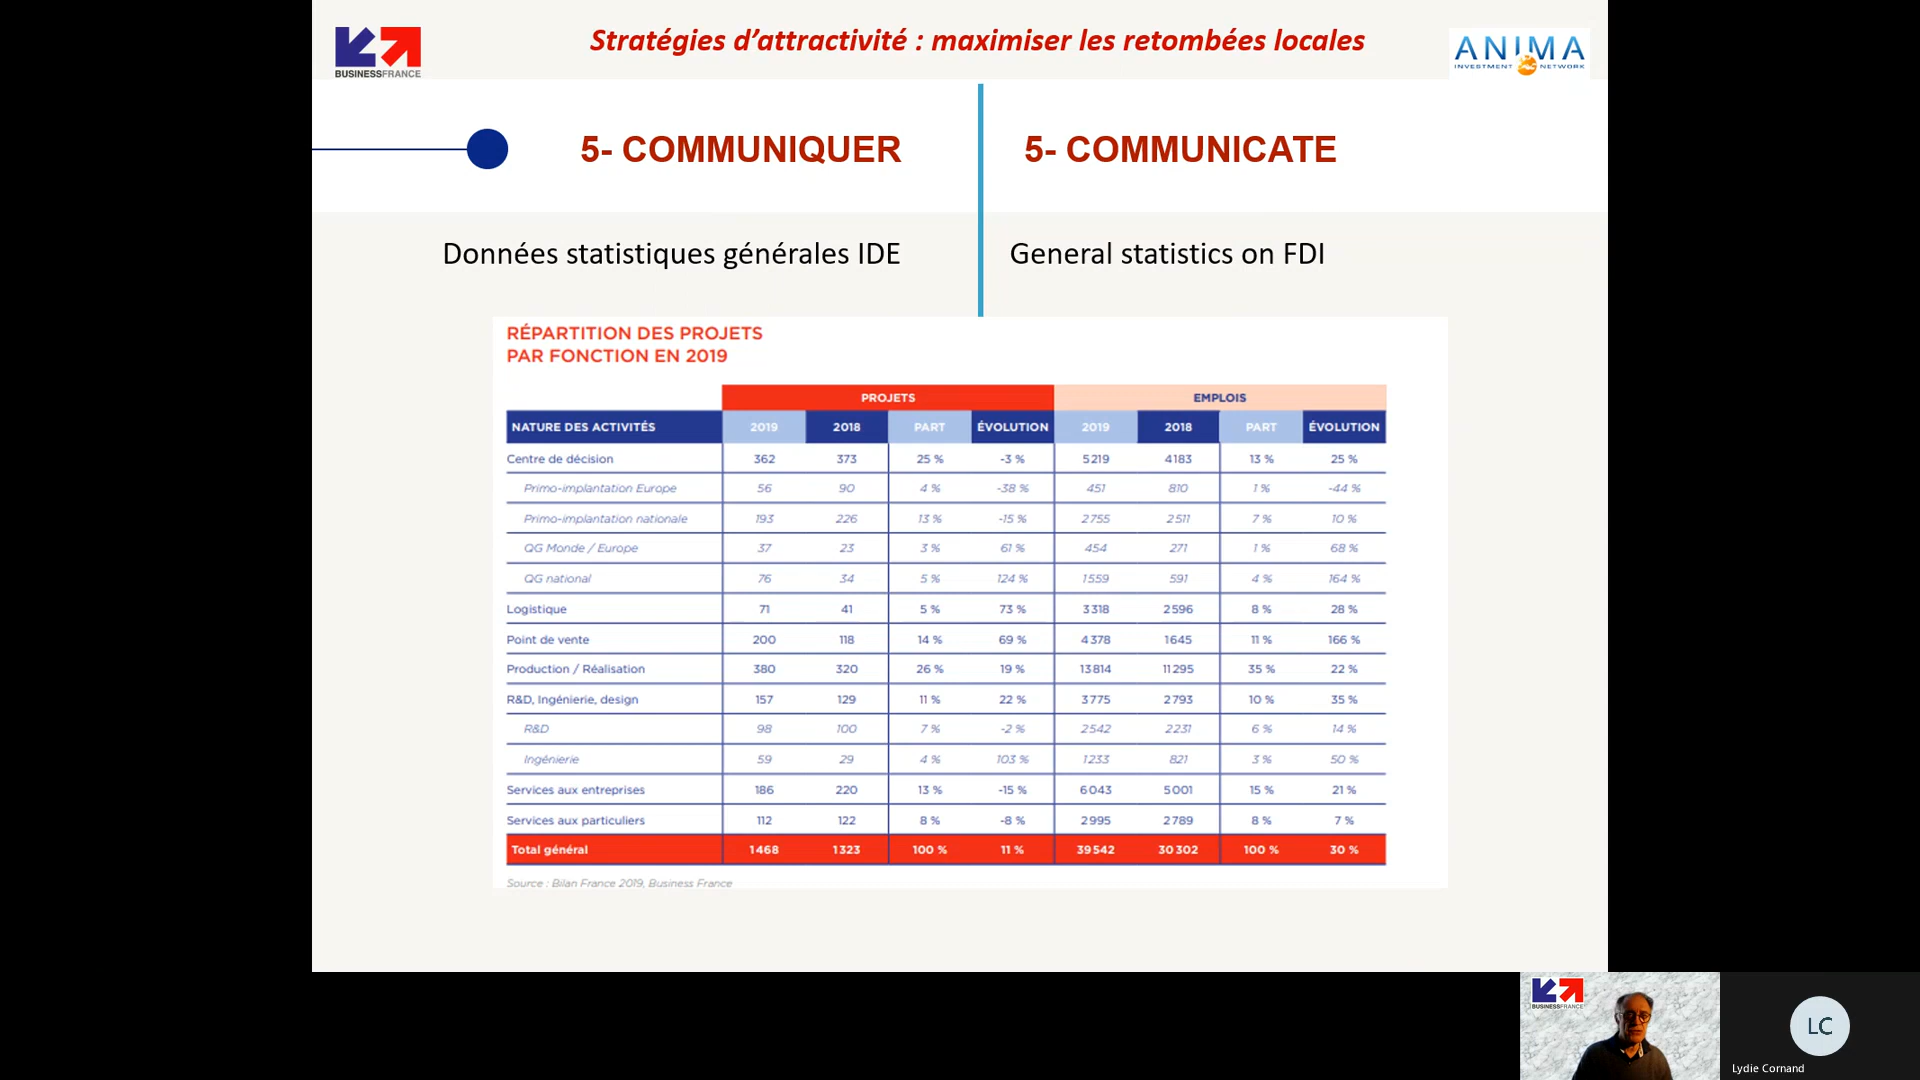 BUSINESSFRANCE
Stratégies d’attractivité : maximiser les retombées locales
ANIMA
INVESTMENT NETWORK
5- COMMUNIQUER
5- COMMUNICATE
Données statistiques générales IDE
General statistics on FDI
RÉPARTITION DES PROJETS
PAR FONCTION EN 2019
PROJETS EMPLOIS
NATURE DES ACTIVITÉS 2019 2018 PART ÉVOLUTION 2019 2018 PART ÉVOLUTION
Centre de décision 362 373 25 % -3 % 5219 4183 13 % 25 %
Primo-implantation Europe 56 90 4 % -38 % 451 810 1 % -44 %
Primo-implantation nationale 193 226 13 % -15 % 2755 2511 7 % 10 %
QG Monde / Europe 37 23 3 % 61 % 454 271 1 % 68 %
QG national 76 34 5 % 124 % 1559 591 4 % 164 %
Logistique 71 41 5 % 73 % 3318 2596 8 % 28 %
Point de vente 200 118 14 % 69 % 4378 1645 11 % 166 %
Production / Réalisation 380 320 26 % 19 % 13814 11295 35 % 22 %
R&D, Ingénierie, design 157 129 11 % 22 % 3775 2793 10 % 35 %
R&D 98 100 7 % -2 % 2542 2231 6 % 14 %
Ingénierie 59 29 4 % 103 % 1233 821 3 % 50 %
Services aux entreprises 186 220 13 % -15 % 6043 5001 15 % 21 %
Services aux particuliers 112 122 8 % -8 % 2995 2789 8 % 7 %
Total général 1468 1323 100 % 11 % 39542 30302 100 % 30 %
Source : Bilan France 2019, Business France
BUSINESSFRANCE
LC
Lydie Cornand